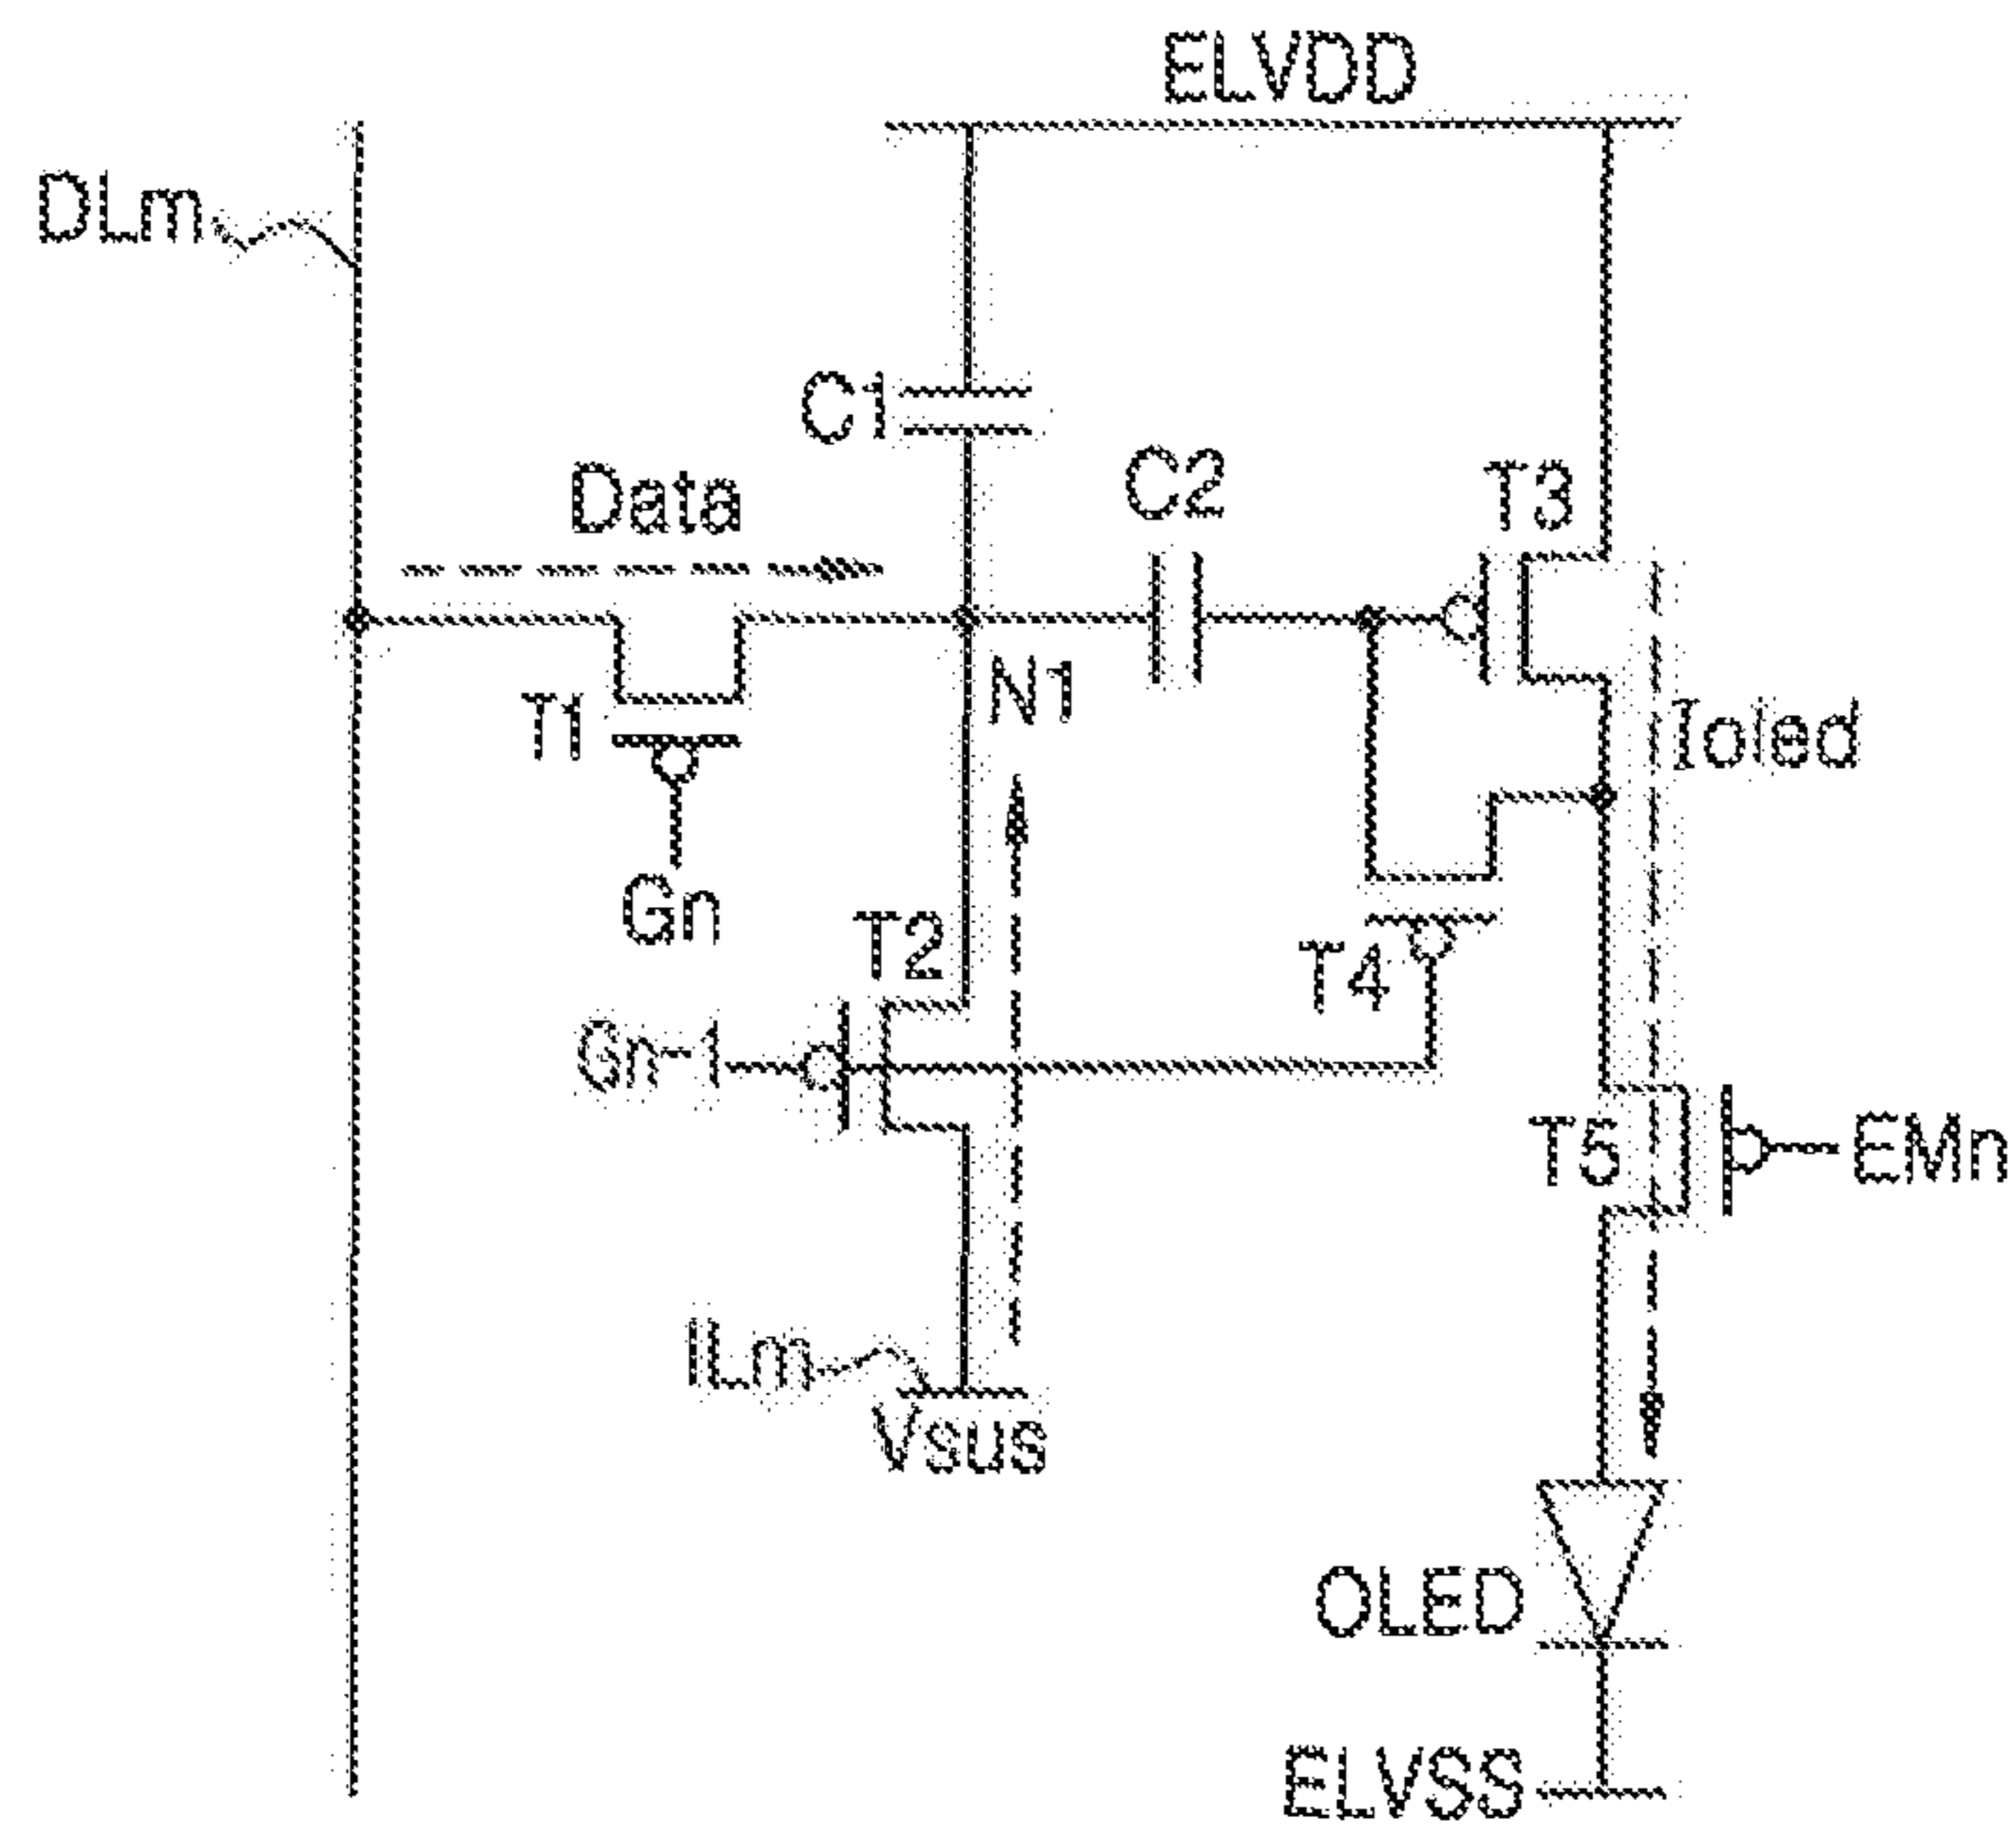 ELVDD
DLm
C1
C2
T3
Data
N1
T1
Ioled
Gn
T2
T4
Gn-1
T5
EMn
ILm
Vsus
OLED
ELVSS